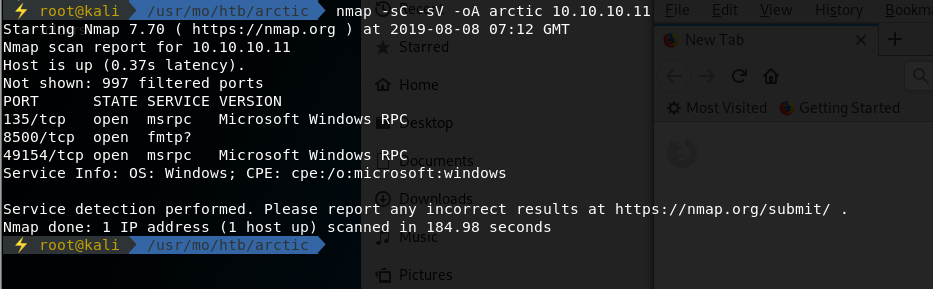 ⚡ root@kali /usr/mo/htb/arctic nmap -sC -sV -oA arctic 10.10.10.11
Starting Nmap 7.70 ( https://nmap.org ) at 2019-08-08 07:12 GMT
Nmap scan report for 10.10.10.11
Host is up (0.37s latency).
Not shown: 997 filtered ports
PORT      STATE SERVICE VERSION
135/tcp   open  msrpc   Microsoft Windows RPC
8500/tcp  open  fmtp?
49154/tcp open  msrpc   Microsoft Windows RPC
Service Info: OS: Windows; CPE: cpe:/o:microsoft:windows
Service detection performed. Please report any incorrect results at https://nmap.org/submit/ .
Nmap done: 1 IP address (1 host up) scanned in 184.98 seconds
⚡ root@kali /usr/mo/htb/arctic
Starred
Home
Desktop
Documents
Downloads
Music
Pictures
File Edit View History Bookma
New Tab
Most Visited Getting Started